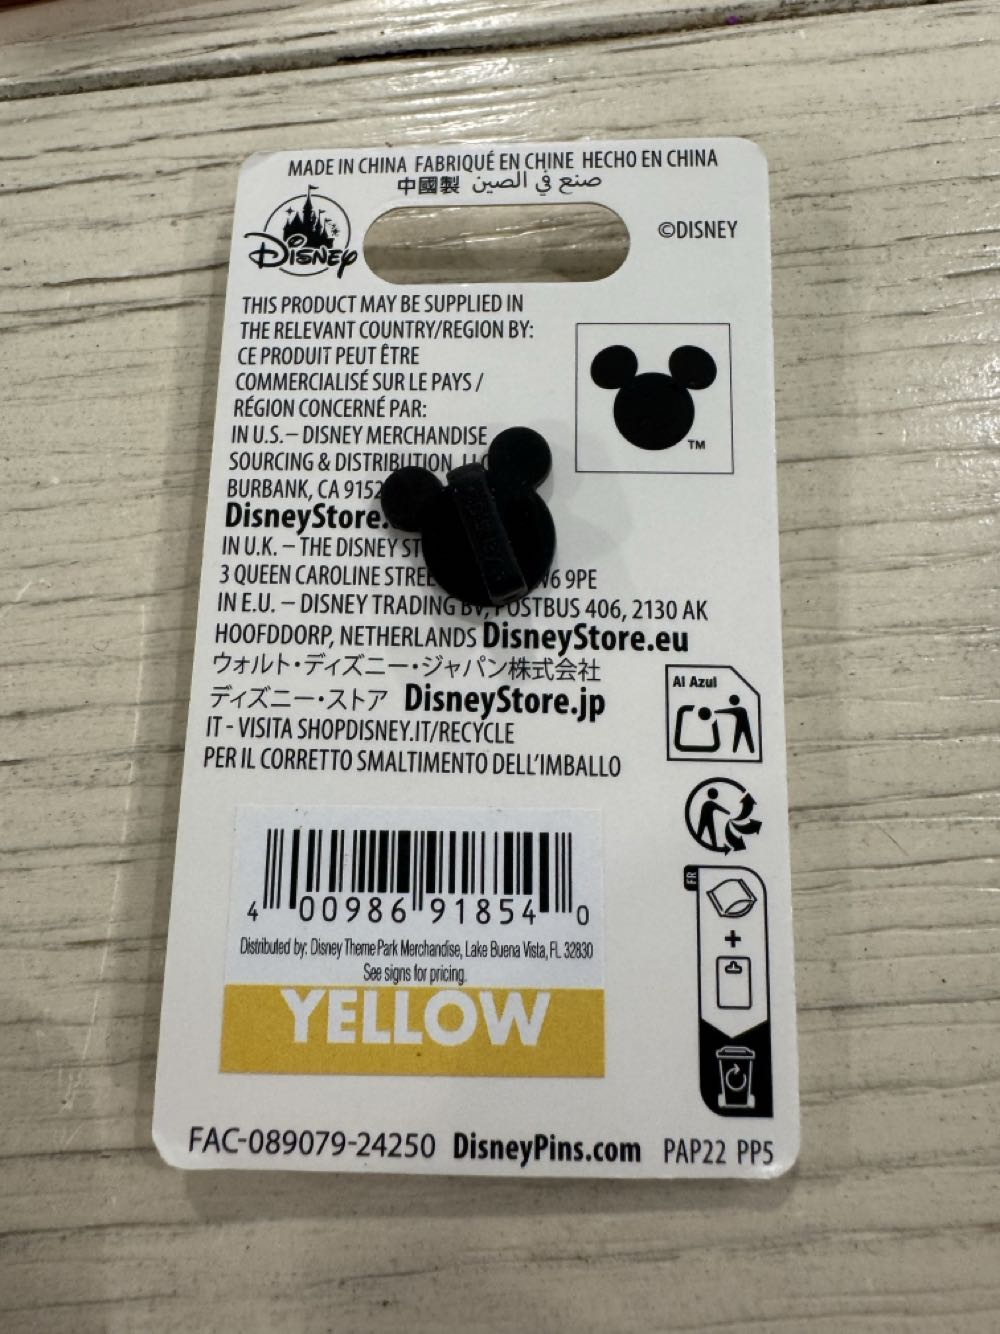 MADE IN CHINA FABRIQUÉ EN CHINE HECHO EN CHINA
中國製 صنع في الصين
Disney
©DISNEY
THIS PRODUCT MAY BE SUPPLIED IN
THE RELEVANT COUNTRY/REGION BY:
CE PRODUIT PEUT ÊTRE
COMMERCIALISÉ SUR LE PAYS /
RÉGION CONCERNÉ PAR:
IN U.S. – DISNEY MERCHANDISE
SOURCING & DISTRIBUTION
BURBANK, CA
DisneyStore.
IN U.K. – THE DISNEY
3 QUEEN CAROLINE 9PE
IN E.U. – DISNEY TRADING BV, POSTBUS 406, 2130 AK
HOOFDDORP, NETHERLANDS DisneyStore.eu
ウォルト・ディズニー・ジャパン株式会社
ディズニー・ストア DisneyStore.jp
IT - VISITA SHOPDISNEY.IT/RECYCLE
PER IL CORRETTO SMALTIMENTO DELL'IMBALLO
TM
Al Azul
FR
+
4 00986 91854 0
Distributed by: Disney Theme Park Merchandise, Lake Buena Vista, FL 32830
See signs for pricing.
YELLOW
FAC-089079-24250 DisneyPins.com PAP22 PP5